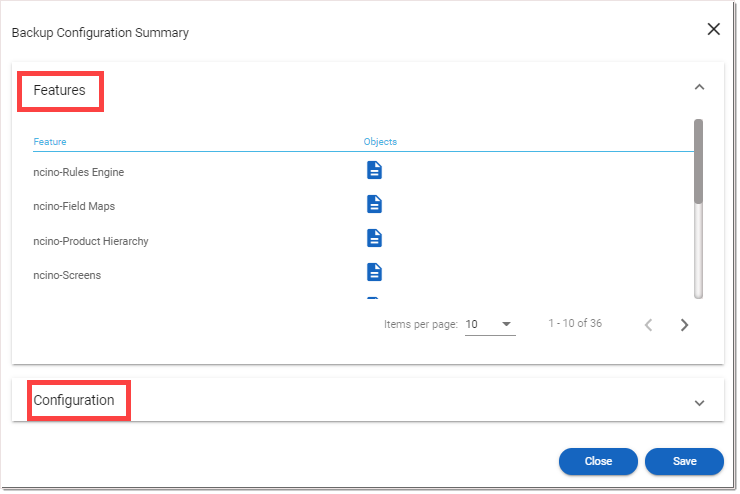 Backup Configuration Summary
Features
Feature Objects
ncino-Rules Engine
ncino-Field Maps
ncino-Product Hierarchy
ncino-Screens
Items per page: 10 1 - 10 of 36
Configuration
Close Save